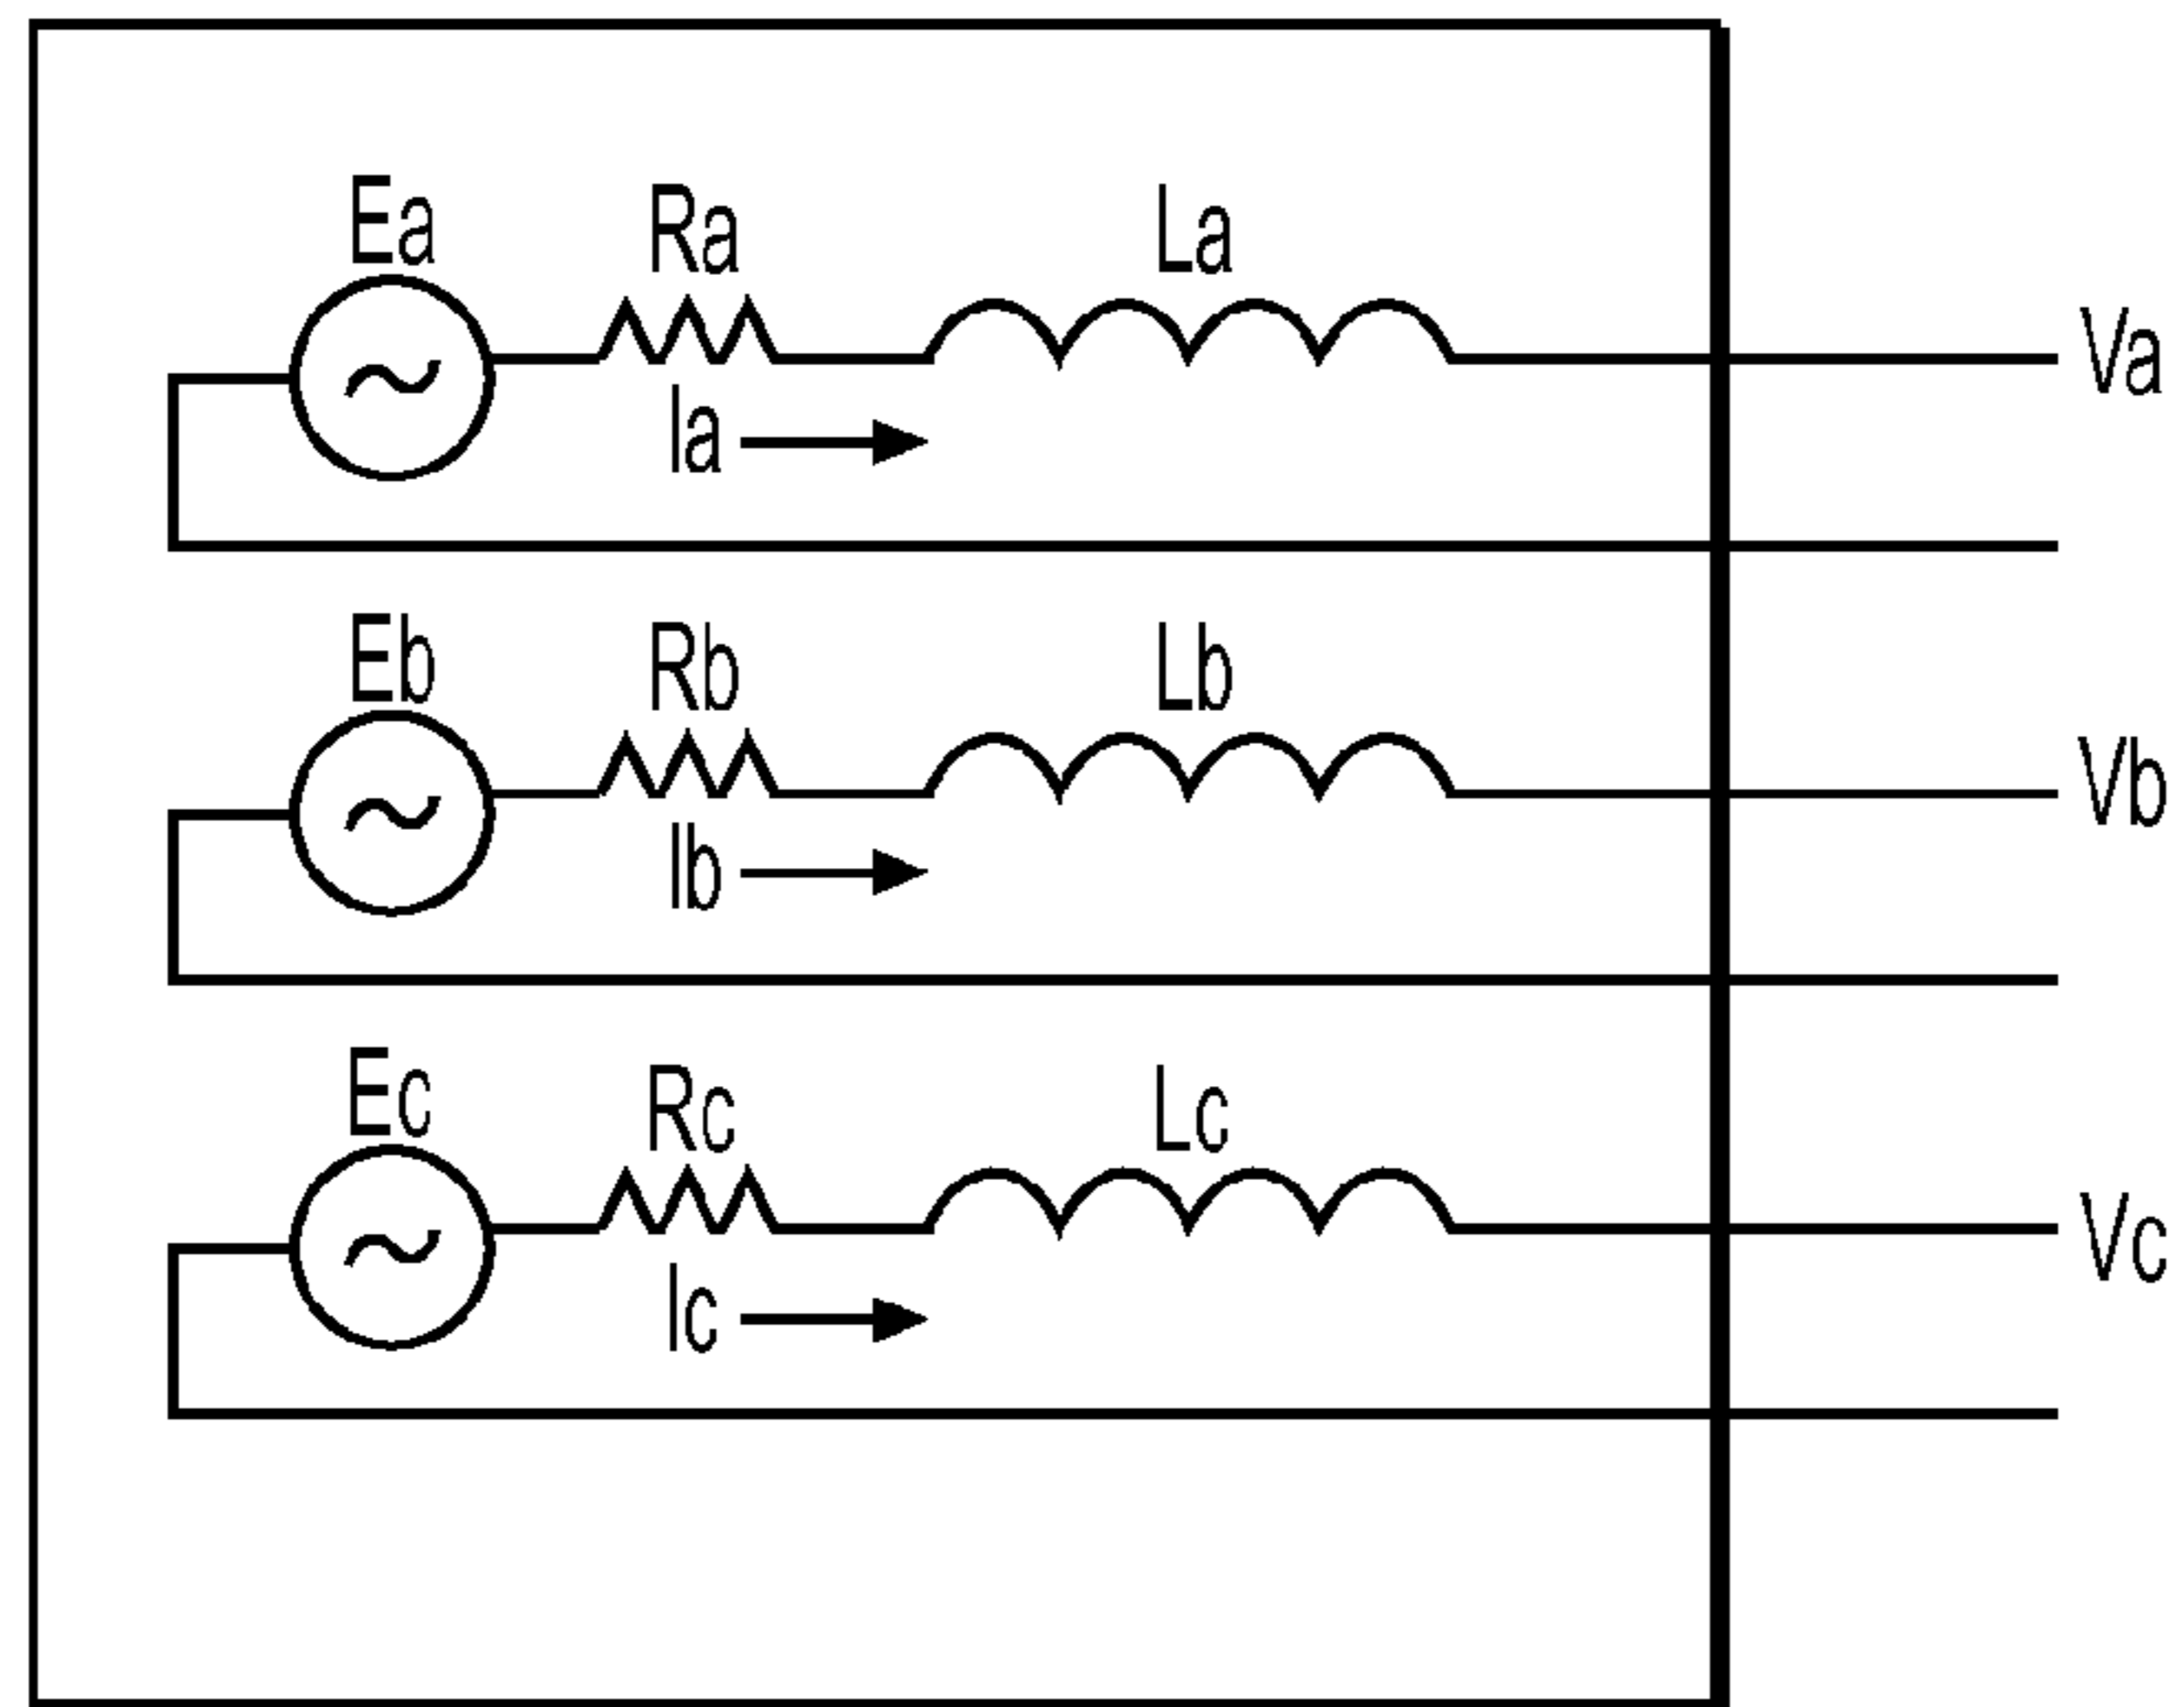 Ea Ra La
Va
Ia
Eb Rb Lb
Vb
Ib
Ec Rc Lc
Vc
Ic